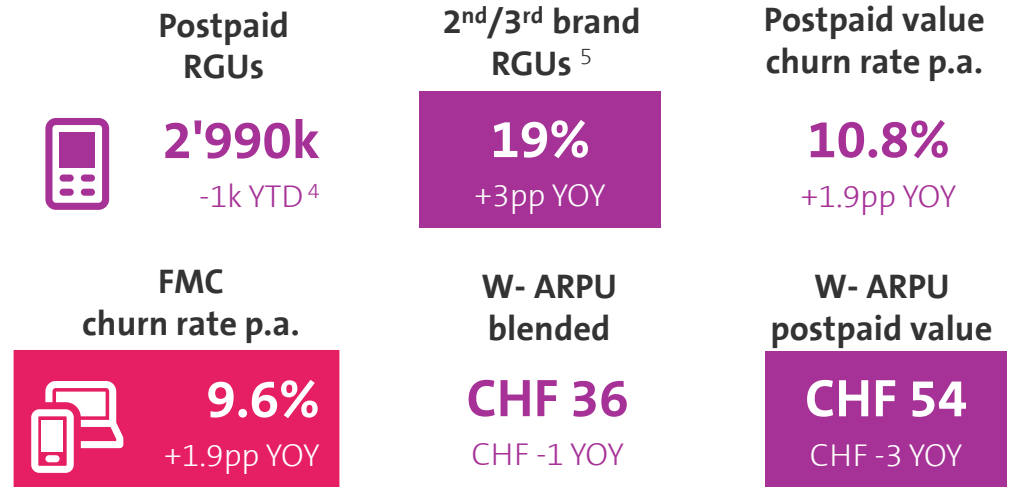 Postpaid
RGUs
2'990k
-1k YTD 4
2nd/3rd brand
RGUs 5
19%
+3pp YOY
Postpaid value
churn rate p.a.
10.8%
+1.9pp YOY
FMC
churn rate p.a.
9.6%
+1.9pp YOY
W- ARPU
blended
CHF 36
CHF -1 YOY
W- ARPU
postpaid value
CHF 54
CHF -3 YOY